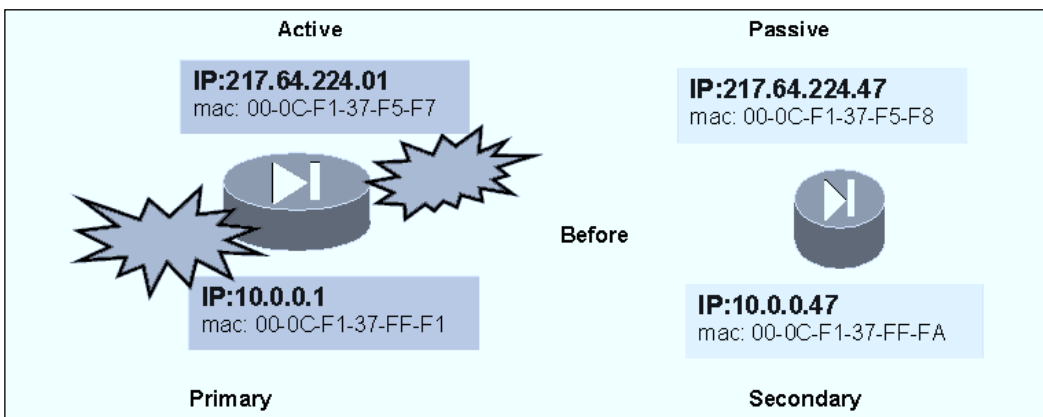 Active
Passive
IP:217.64.224.01
mac: 00-0C-F1-37-F5-F7
IP:217.64.224.47
mac: 00-0C-F1-37-F5-F8
Before
IP:10.0.0.1
mac: 00-0C-F1-37-FF-F1
IP:10.0.0.47
mac: 00-0C-F1-37-FF-FA
Primary
Secondary